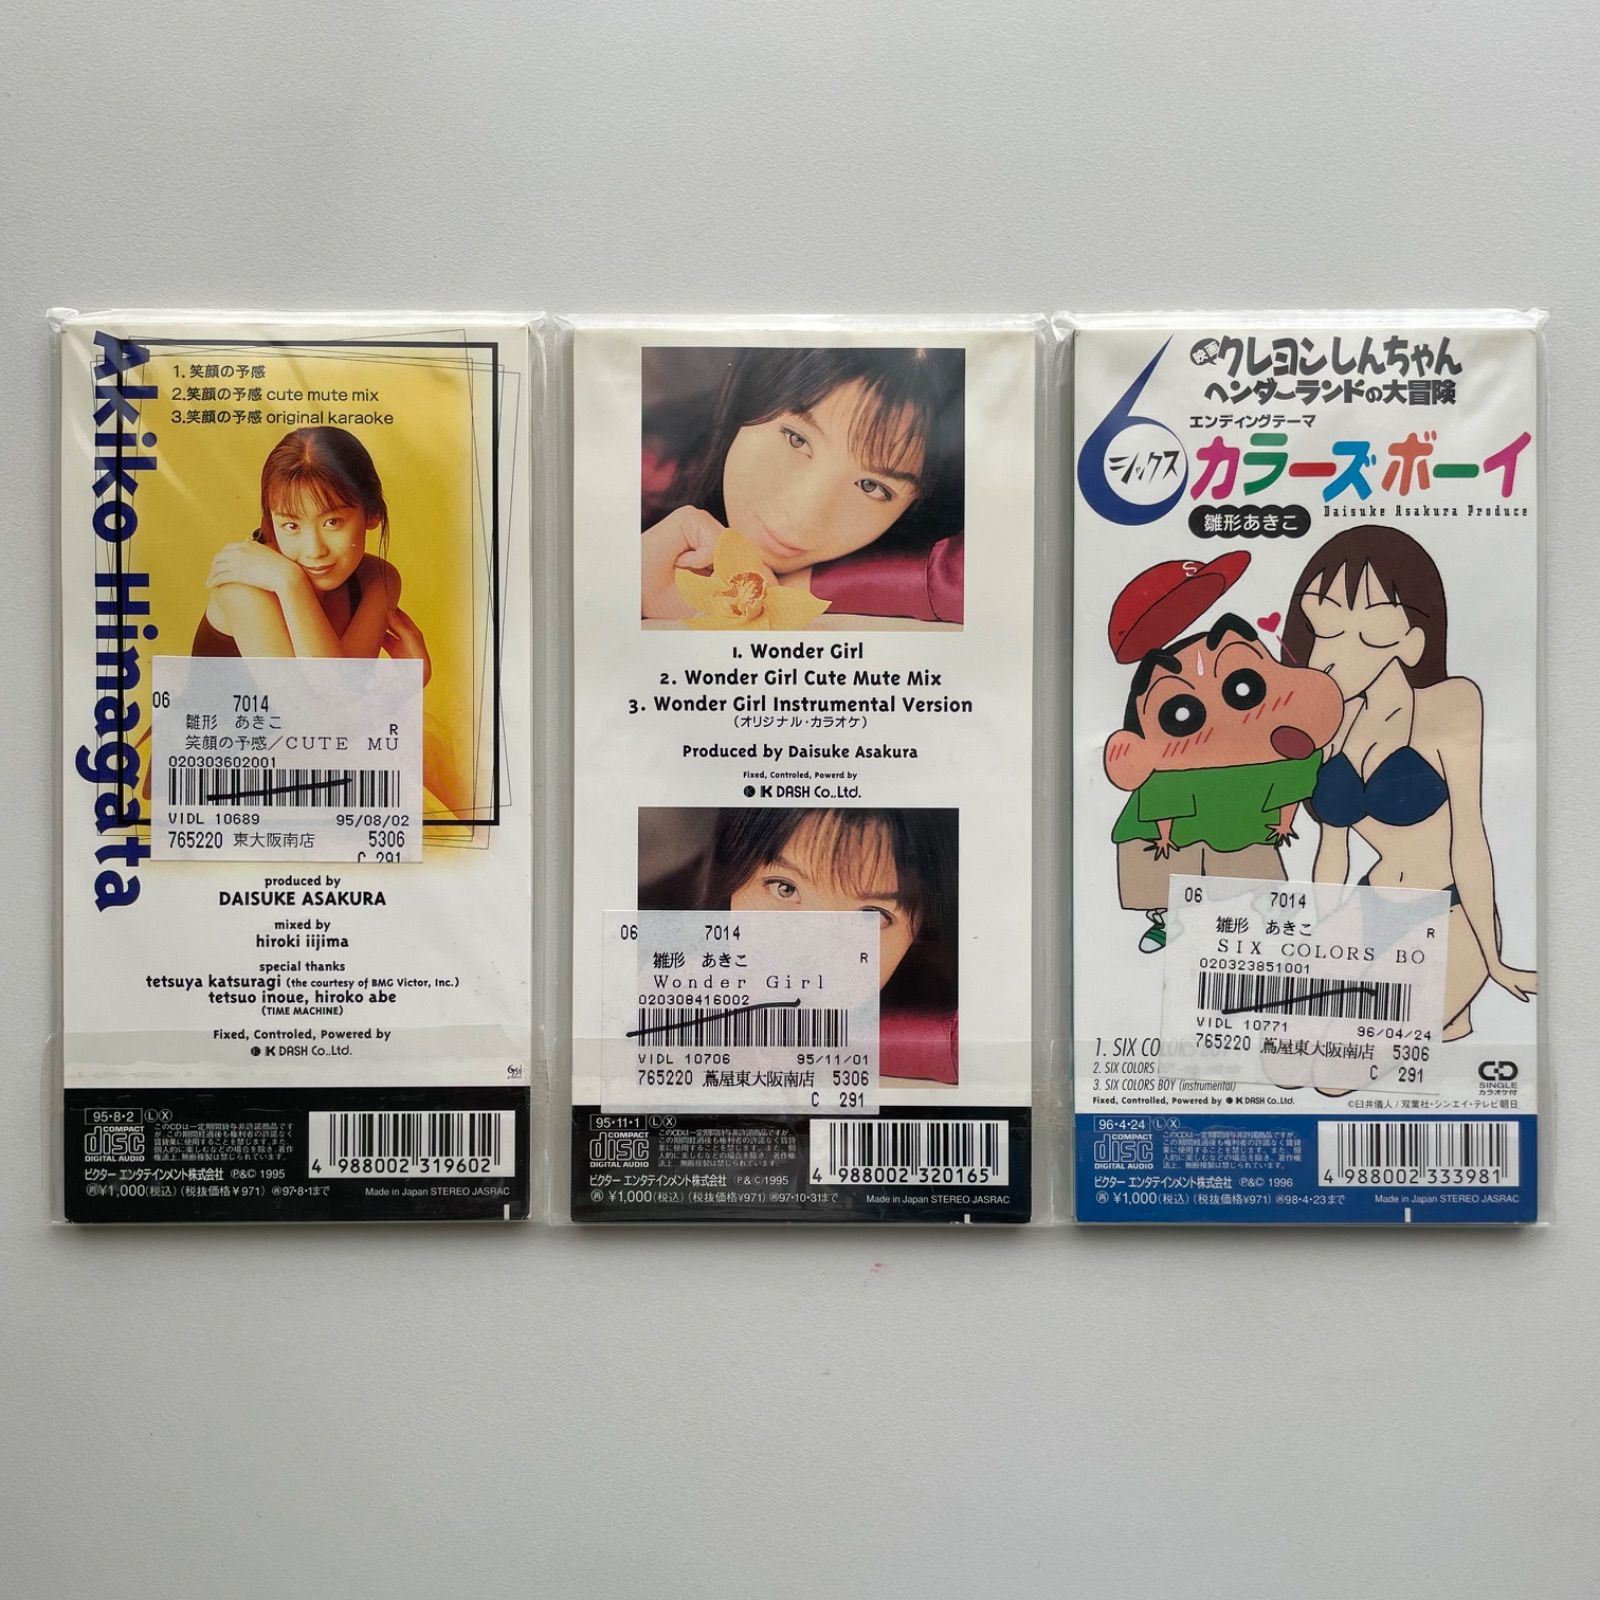 Akiko Hinagata
1. 笑顔の予感
2.笑顔の予感 cute mute mix
3.笑顔の予感 original karaoke
06 7014
雛形 あきこ R
笑顔の予感／CUTE MU
020303602001
VIDL 10689 95/08/02
765220 東大阪南店 5306
C 291
produced by
DAISUKE ASAKURA
mixed by
hiroki iijima
special thanks
tetsuya katsuragi (the courtesy of BMG Victor, Inc.)
tetsuo inoue, hiroko abe
(TIME MACHINE)
Fixed, Controled, Powered by
K DASH Co.,Ltd.
95・8・2 L X
COMPACT
disc
DIGITAL AUDIO
ビクター エンタテインメント株式会社 ℗&© 1995
再¥1,000(税込)(税抜価格¥971) 再97・8・1まで
4 988002 319602
Made in Japan STEREO JASRAC
1. Wonder Girl
2. Wonder Girl Cute Mute Mix
3. Wonder Girl Instrumental Version
(オリジナル・カラオケ)
Produced by Daisuke Asakura
Fixed, Controled, Powerd by
K DASH Co.,Ltd.
06 7014
雛形 あきこ R
Wonder Girl
020308416002
VIDL 10706 95/11/01
765220 蔦屋東大阪南店 5306
C 291
95・11・1 L X
COMPACT
disc
DIGITAL AUDIO
ビクター エンタテインメント株式会社 ℗&© 1995
再¥1,000(税込)(税抜価格¥971) 再97・10・31まで
4 988002 320165
Made in Japan STEREO JASRAC
映画クレヨンしんちゃん
ヘンダーランドの大冒険
エンディングテーマ
6 シックス カラーズボーイ
Daisuke Asakura Produce
雛形あきこ
S
06 7014
雛形 あきこ R
SIX COLORS BO
020323851001
VIDL 10771 96/04/24
765220 蔦屋東大阪南店 5306
C 291
1. SIX COLORS BOY
2. SIX COLORS
3. SIX COLORS BOY (instrumental)
Fixed, Controlled, Powered by K DASH Co.,Ltd.
CD
SINGLE
カラオケ付
©臼井儀人／双葉社・シンエイ・テレビ朝日
96・4・24 L X
COMPACT
disc
DIGITAL AUDIO
ビクター エンタテインメント株式会社 ℗&© 1996
再¥1,000(税込)(税抜価格¥971) 再98・4・23まで
4 988002 333981
Made in Japan STEREO JASRAC